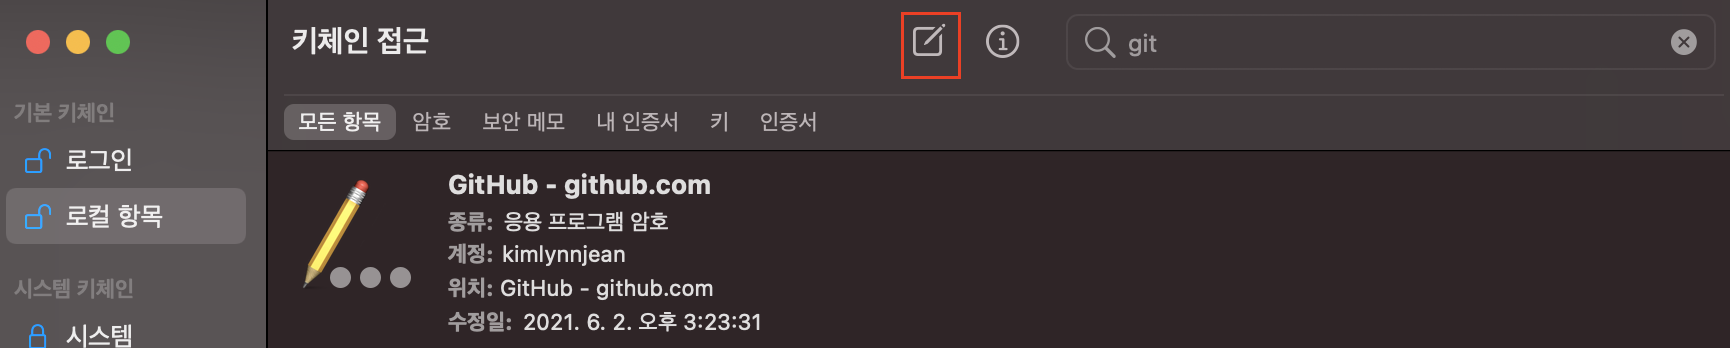 키체인 접근
git
기본 키체인
로그인
로컬 항목
시스템 키체인
시스템
모든 항목 암호 보안 메모 내 인증서 키 인증서
GitHub - github.com
종류: 응용 프로그램 암호
계정: kimlynnjean
위치: GitHub - github.com
수정일: 2021. 6. 2. 오후 3:23:31